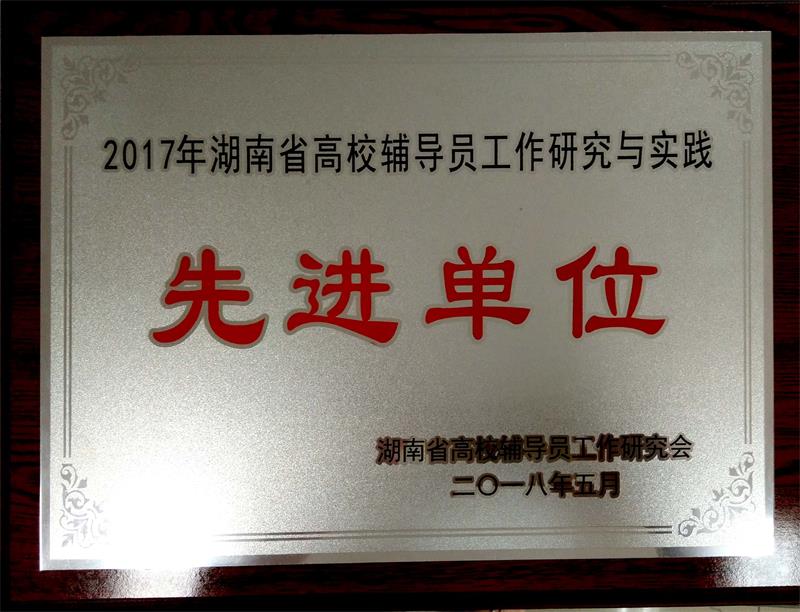 2017年湖南省高校辅导员工作研究与实践
先进单位
湖南省高校辅导员工作研究会
二〇一八年五月